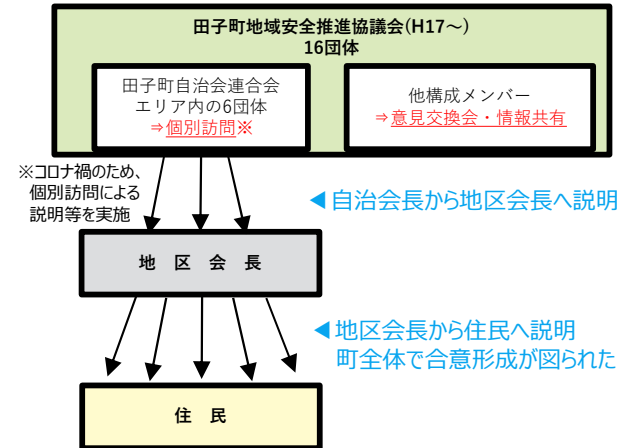 田子町地域安全推進協議会(H17～)
16団体
田子町自治会連合会
エリア内の6団体
⇒個別訪問※
他構成メンバー
⇒意見交換会・情報共有
※コロナ禍のため、
個別訪問による
説明等を実施
◀自治会長から地区会長へ説明
地 区 会 長
◀地区会長から住民へ説明
町全体で合意形成が図られた
住 民